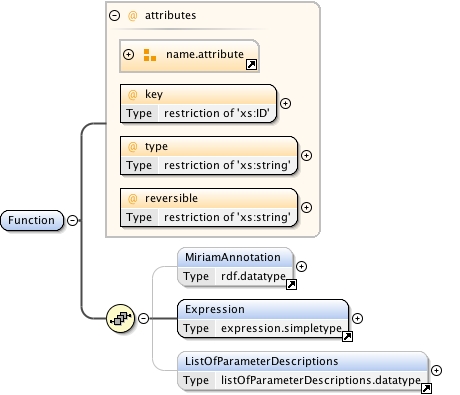 @ attributes
name.attribute
@ key
Type restriction of 'xs:ID'
@ type
Type restriction of 'xs:string'
@ reversible
Type restriction of 'xs:string'
Function
MiriamAnnotation
Type rdf.datatype
Expression
Type expression.simpletype
ListOfParameterDescriptions
Type listOfParameterDescriptions.datatype